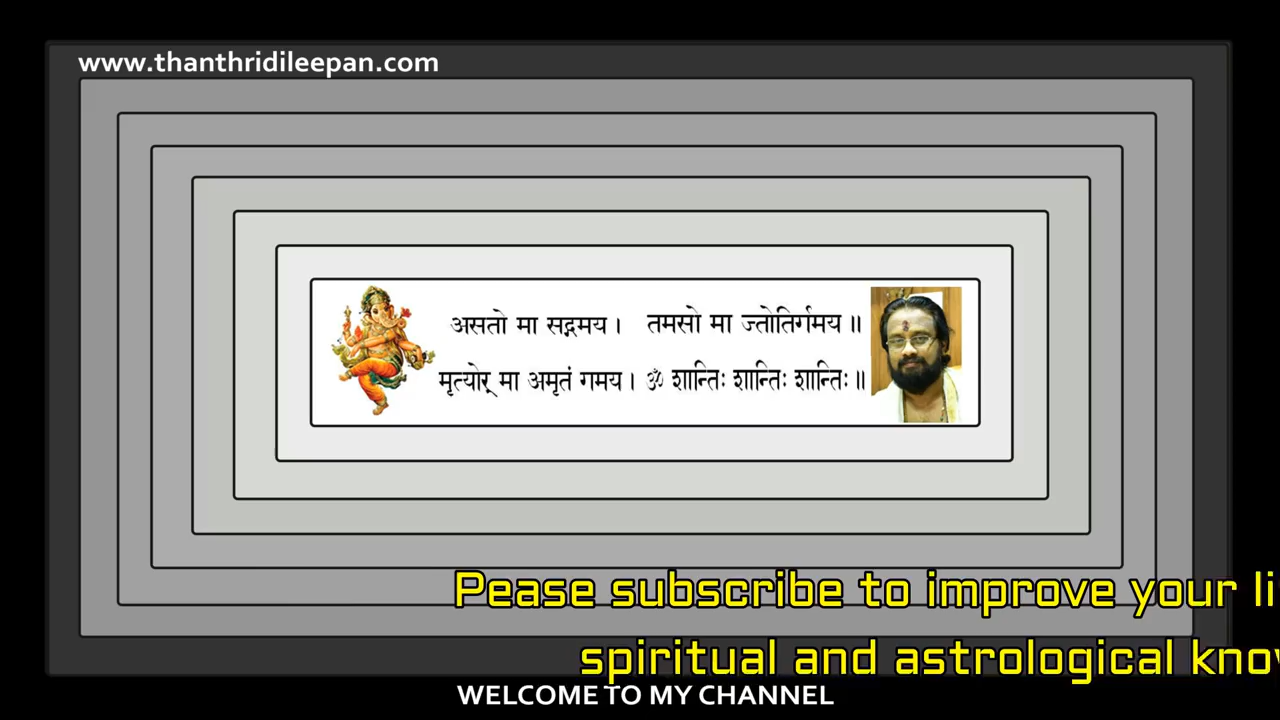 www.thanthridileepan.com
असतो मा सद्गमय। तमसो मा ज्तोतिर्गमय॥
मृत्योर् मा अमृतं गमय। ॐ शान्तिः शान्तिः शान्तिः॥
Pease subscribe to improve your li
spiritual and astrological know
WELCOME TO MY CHANNEL